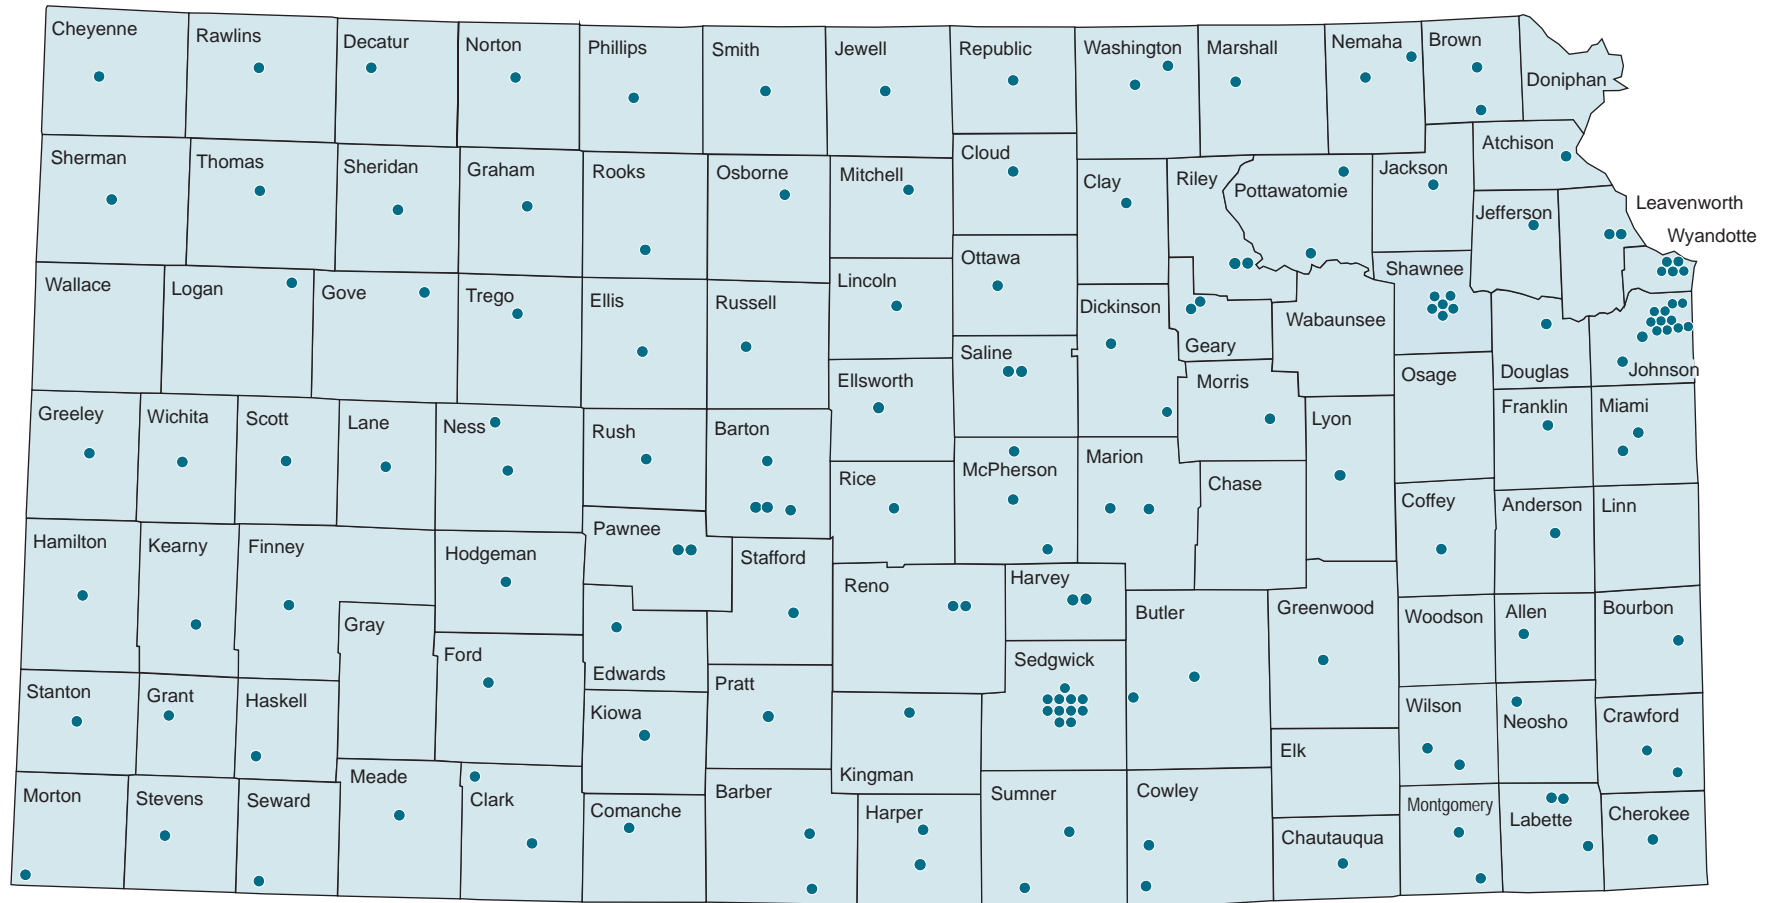 Cheyenne
Rawlins
Decatur
Norton
Phillips
Smith
Jewell
Republic
Washington
Marshall
Nemaha
Brown
Doniphan
Sherman
Thomas
Sheridan
Graham
Rooks
Osborne
Mitchell
Cloud
Clay
Riley
Pottawatomie
Jackson
Atchison
Jefferson
Leavenworth
Wyandotte
Wallace
Logan
Gove
Trego
Ellis
Russell
Lincoln
Ottawa
Dickinson
Geary
Wabaunsee
Shawnee
Saline
Ellsworth
Morris
Osage
Douglas
Johnson
Greeley
Wichita
Scott
Lane
Ness
Rush
Barton
Rice
McPherson
Marion
Chase
Lyon
Franklin
Miami
Coffey
Anderson
Linn
Hamilton
Kearny
Finney
Hodgeman
Pawnee
Stafford
Reno
Harvey
Butler
Greenwood
Woodson
Allen
Bourbon
Gray
Ford
Edwards
Sedgwick
Stanton
Grant
Haskell
Kiowa
Pratt
Kingman
Elk
Wilson
Neosho
Crawford
Morton
Stevens
Seward
Meade
Clark
Comanche
Barber
Harper
Sumner
Cowley
Chautauqua
Montgomery
Labette
Cherokee